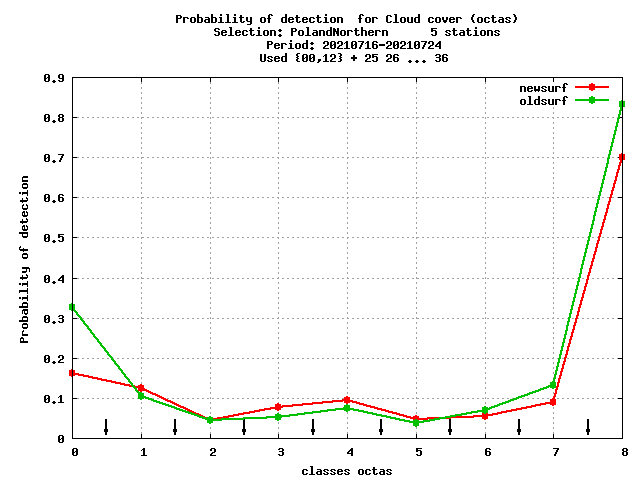 Probability of detection  for Cloud cover (octas)
Selection: PolandNorthern      5 stations
Period: 20210716-20210724
Used {00,12} + 25 26 ... 36
newsurf
oldsurf
0.9
0.8
0.7
0.6
0.5
0.4
0.3
0.2
0.1
0
Probability of detection
0 1 2 3 4 5 6 7 8
classes octas